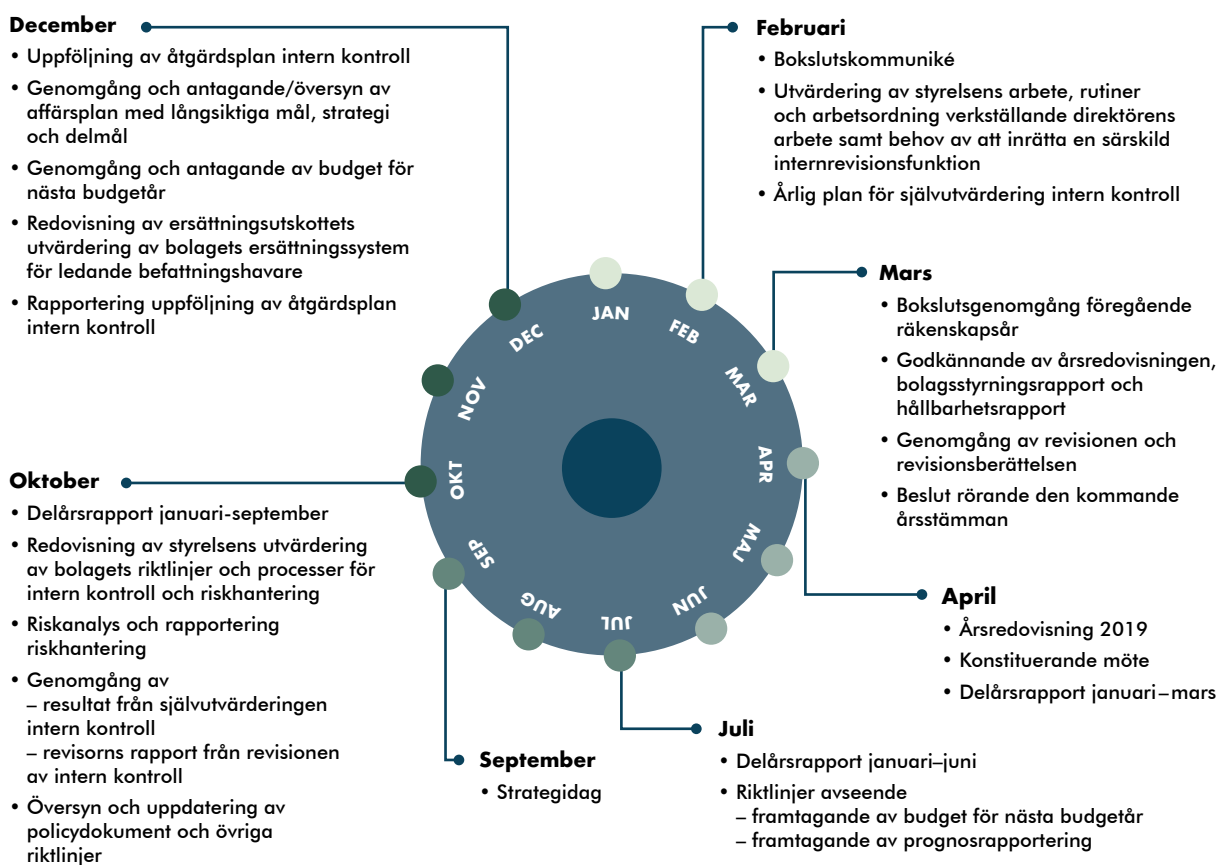 December
• Uppföljning av åtgärdsplan intern kontroll
• Genomgång och antagande/översyn av
affärsplan med långsiktiga mål, strategi
och delmål
• Genomgång och antagande av budget för
nästa budgetår
• Redovisning av ersättningsutskottets
utvärdering av bolagets ersättningssystem
för ledande befattningshavare
• Rapportering uppföljning av åtgärdsplan
intern kontroll
Februari
• Bokslutskommuniké
• Utvärdering av styrelsens arbete, rutiner
och arbetsordning verkställande direktörens
arbete samt behov av att inrätta en särskild
internrevisionsfunktion
• Årlig plan för självutvärdering intern kontroll
Mars
• Bokslutsgenomgång föregående
räkenskapsår
• Godkännande av årsredovisningen,
bolagsstyrningsrapport och
hållbarhetsrapport
• Genomgång av revisionen och
revisionsberättelsen
• Beslut rörande den kommande
årsstämman
JAN
FEB
MAR
APR
MAJ
JUN
JUL
AUG
SEP
OKT
NOV
DEC
April
• Årsredovisning 2019
• Konstituerande möte
• Delårsrapport januari–mars
Juli
• Delårsrapport januari–juni
• Riktlinjer avseende
– framtagande av budget för nästa budgetår
– framtagande av prognosrapportering
September
• Strategidag
Oktober
• Delårsrapport januari-september
• Redovisning av styrelsens utvärdering
av bolagets riktlinjer och processer för
intern kontroll och riskhantering
• Riskanalys och rapportering
riskhantering
• Genomgång av
– resultat från självutvärderingen
intern kontroll
– revisorns rapport från revisionen
av intern kontroll
• Översyn och uppdatering av
policydokument och övriga
riktlinjer